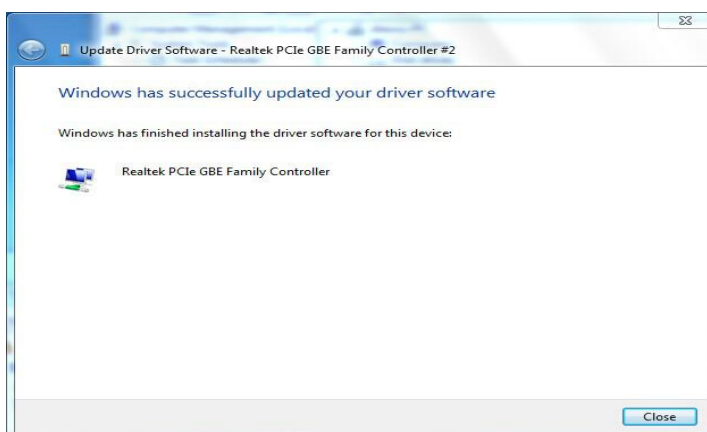 Update Driver Software - Realtek PCIe GBE Family Controller #2
Windows has successfully updated your driver software
Windows has finished installing the driver software for this device:
Realtek PCIe GBE Family Controller
Close